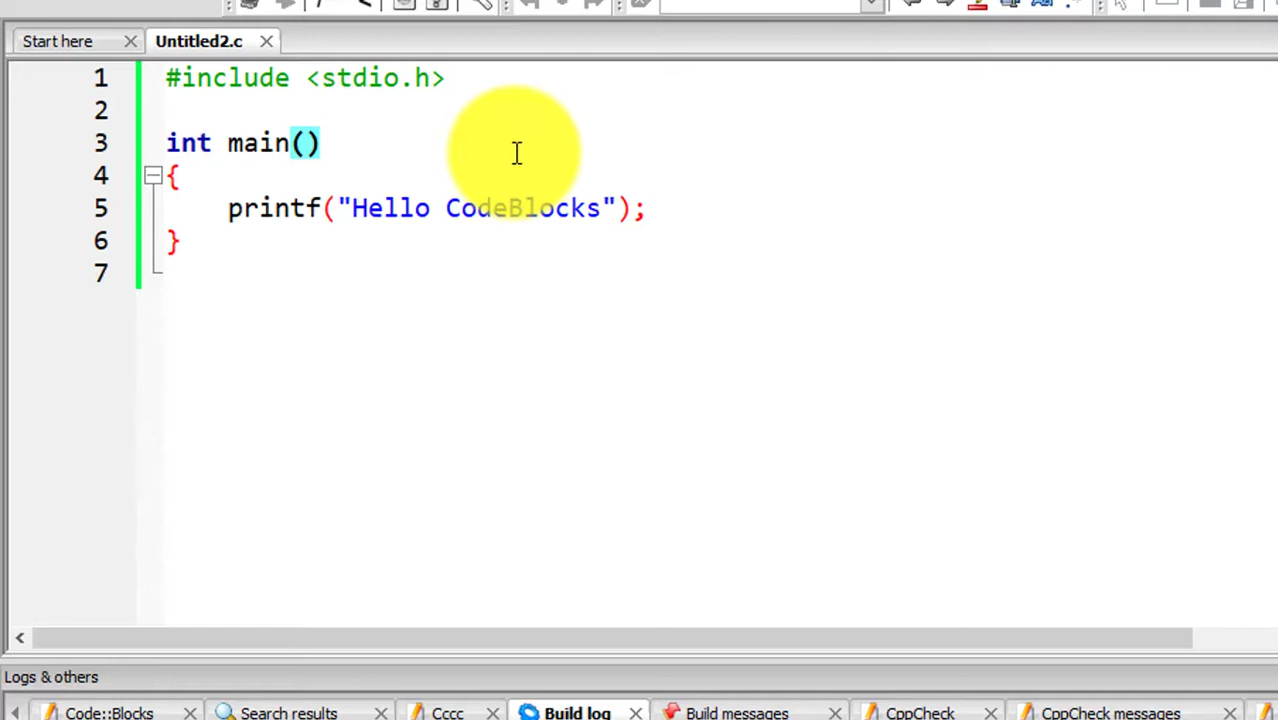 Start here Untitled2.c
1 #include <stdio.h>
2
3 int main()
4 {
5 printf("Hello CodeBlocks");
6 }
7
Logs & others
Code::Blocks Search results Cccc Build log Build messages CppCheck CppCheck messages